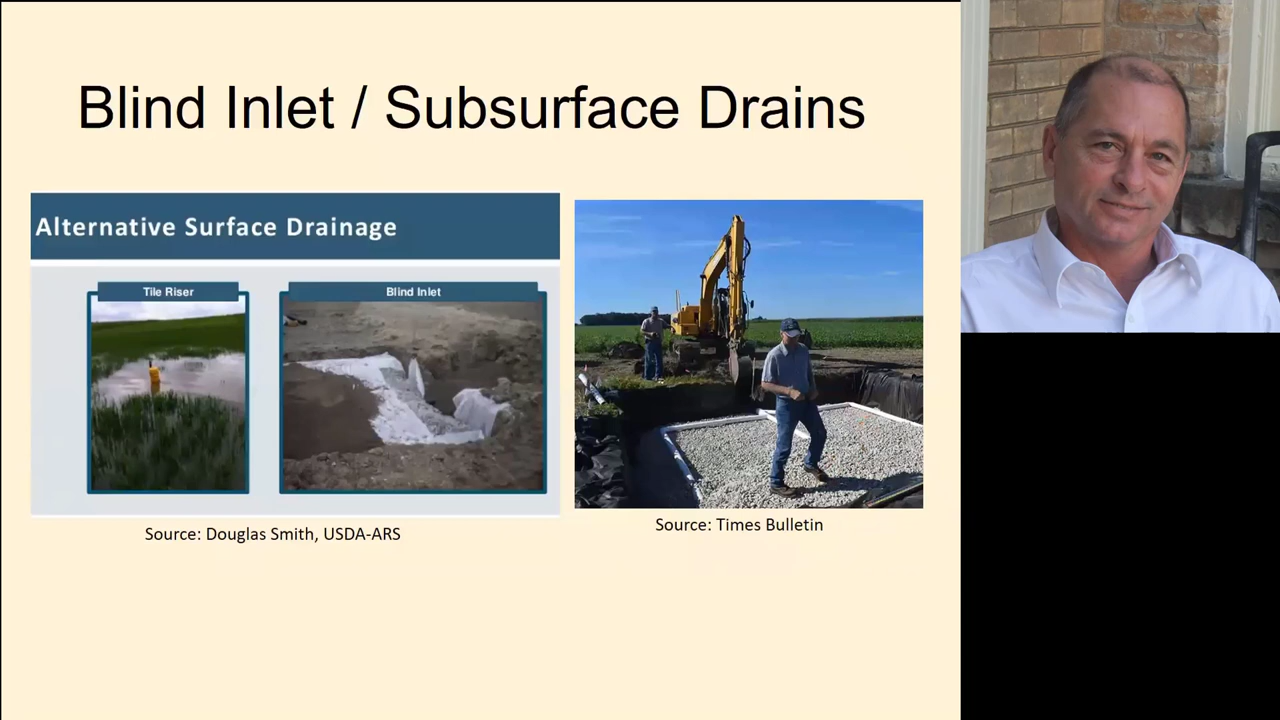 Blind Inlet / Subsurface Drains
Alternative Surface Drainage
Tile Riser
Blind Inlet
Source: Douglas Smith, USDA-ARS
Source: Times Bulletin